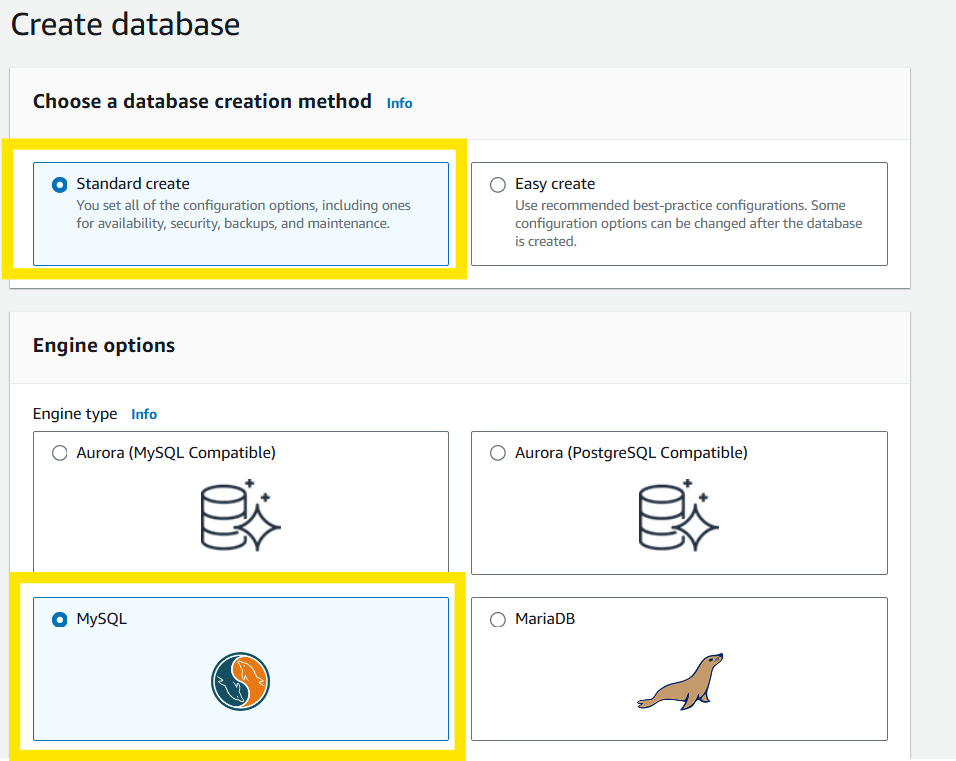 Create database
Choose a database creation method Info
Standard create
You set all of the configuration options, including ones
for availability, security, backups, and maintenance.
Easy create
Use recommended best-practice configurations. Some
configuration options can be changed after the database
is created.
Engine options
Engine type Info
Aurora (MySQL Compatible)
Aurora (PostgreSQL Compatible)
MySQL
MariaDB